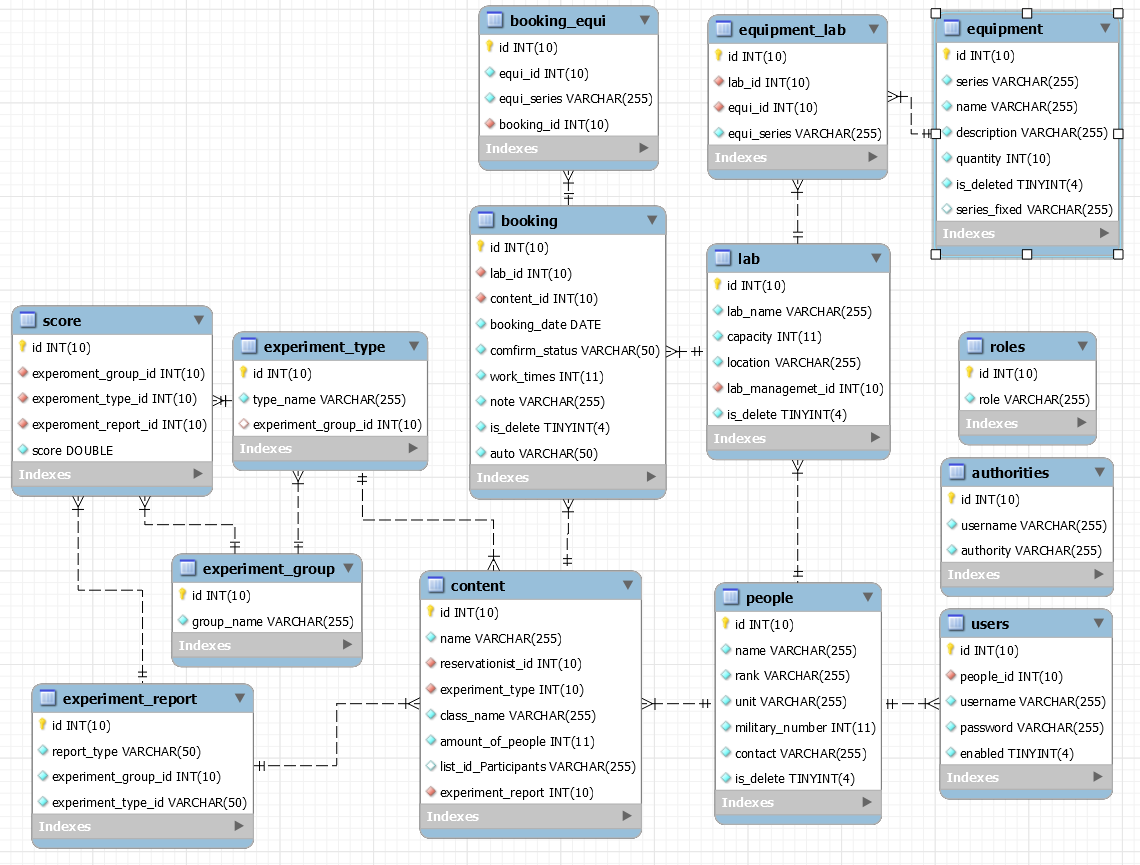 booking_equi
id INT(10)
equi_id INT(10)
equi_series VARCHAR(255)
booking_id INT(10)
Indexes
equipment_lab
id INT(10)
lab_id INT(10)
equi_id INT(10)
equi_series VARCHAR(255)
Indexes
equipment
id INT(10)
series VARCHAR(255)
name VARCHAR(255)
description VARCHAR(255)
quantity INT(10)
is_deleted TINYINT(4)
series_fixed VARCHAR(255)
Indexes
booking
id INT(10)
lab_id INT(10)
content_id INT(10)
booking_date DATE
comfirm_status VARCHAR(50)
work_times INT(11)
note VARCHAR(255)
is_delete TINYINT(4)
auto VARCHAR(50)
Indexes
lab
id INT(10)
lab_name VARCHAR(255)
capacity INT(11)
location VARCHAR(255)
lab_managemet_id INT(10)
is_delete TINYINT(4)
Indexes
score
id INT(10)
experoment_group_id INT(10)
experoment_type_id INT(10)
experoment_report_id INT(10)
score DOUBLE
Indexes
experiment_type
id INT(10)
type_name VARCHAR(255)
experiment_group_id INT(10)
Indexes
roles
id INT(10)
role VARCHAR(255)
Indexes
authorities
id INT(10)
username VARCHAR(255)
authority VARCHAR(255)
Indexes
experiment_group
id INT(10)
group_name VARCHAR(255)
Indexes
content
id INT(10)
name VARCHAR(255)
reservationist_id INT(10)
experiment_type INT(10)
class_name VARCHAR(255)
amount_of_people INT(11)
list_id_Participants VARCHAR(255)
experiment_report INT(10)
Indexes
people
id INT(10)
name VARCHAR(255)
rank VARCHAR(255)
unit VARCHAR(255)
military_number INT(11)
contact VARCHAR(255)
is_delete TINYINT(4)
Indexes
users
id INT(10)
people_id INT(10)
username VARCHAR(255)
password VARCHAR(255)
enabled TINYINT(4)
Indexes
experiment_report
id INT(10)
report_type VARCHAR(50)
experiment_group_id INT(10)
experiment_type_id VARCHAR(50)
Indexes